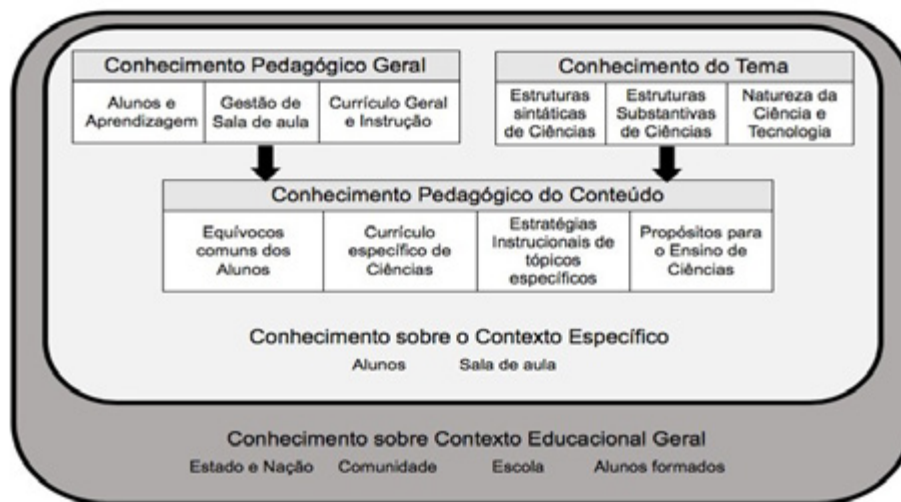 Conhecimento Pedagógico Geral
Alunos e
Aprendizagem
Gestão de
Sala de aula
Currículo Geral
e Instrução
Conhecimento do Tema
Estruturas
sintáticas
de Ciências
Estruturas
Substantivas
de Ciências
Natureza da
Ciência e
Tecnologia
Conhecimento Pedagógico do Conteúdo
Equívocos
comuns dos
Alunos
Currículo
específico de
Ciências
Estratégias
Instrucionais de
tópicos
específicos
Propósitos para
o Ensino de
Ciências
Conhecimento sobre o Contexto Específico
Alunos Sala de aula
Conhecimento sobre Contexto Educacional Geral
Estado e Nação Comunidade Escola Alunos formados